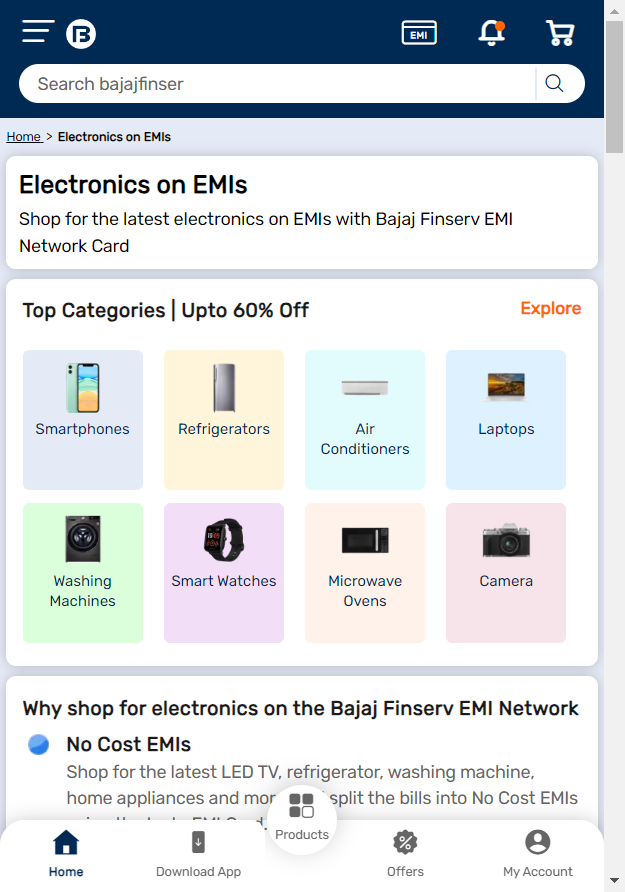 EMI
Search bajajfinser
Home > Electronics on EMIs
Electronics on EMIs
Shop for the latest electronics on EMIs with Bajaj Finserv EMI
Network Card
Top Categories | Upto 60% Off
Explore
Smartphones
Refrigerators
Air
Conditioners
Laptops
Washing
Machines
Smart Watches
Microwave
Ovens
Camera
Why shop for electronics on the Bajaj Finserv EMI Network
No Cost EMIs
Shop for the latest LED TV, refrigerator, washing machine,
home appliances and split the bills into No Cost EMIs
Products
Home
Download App
Offers
My Account